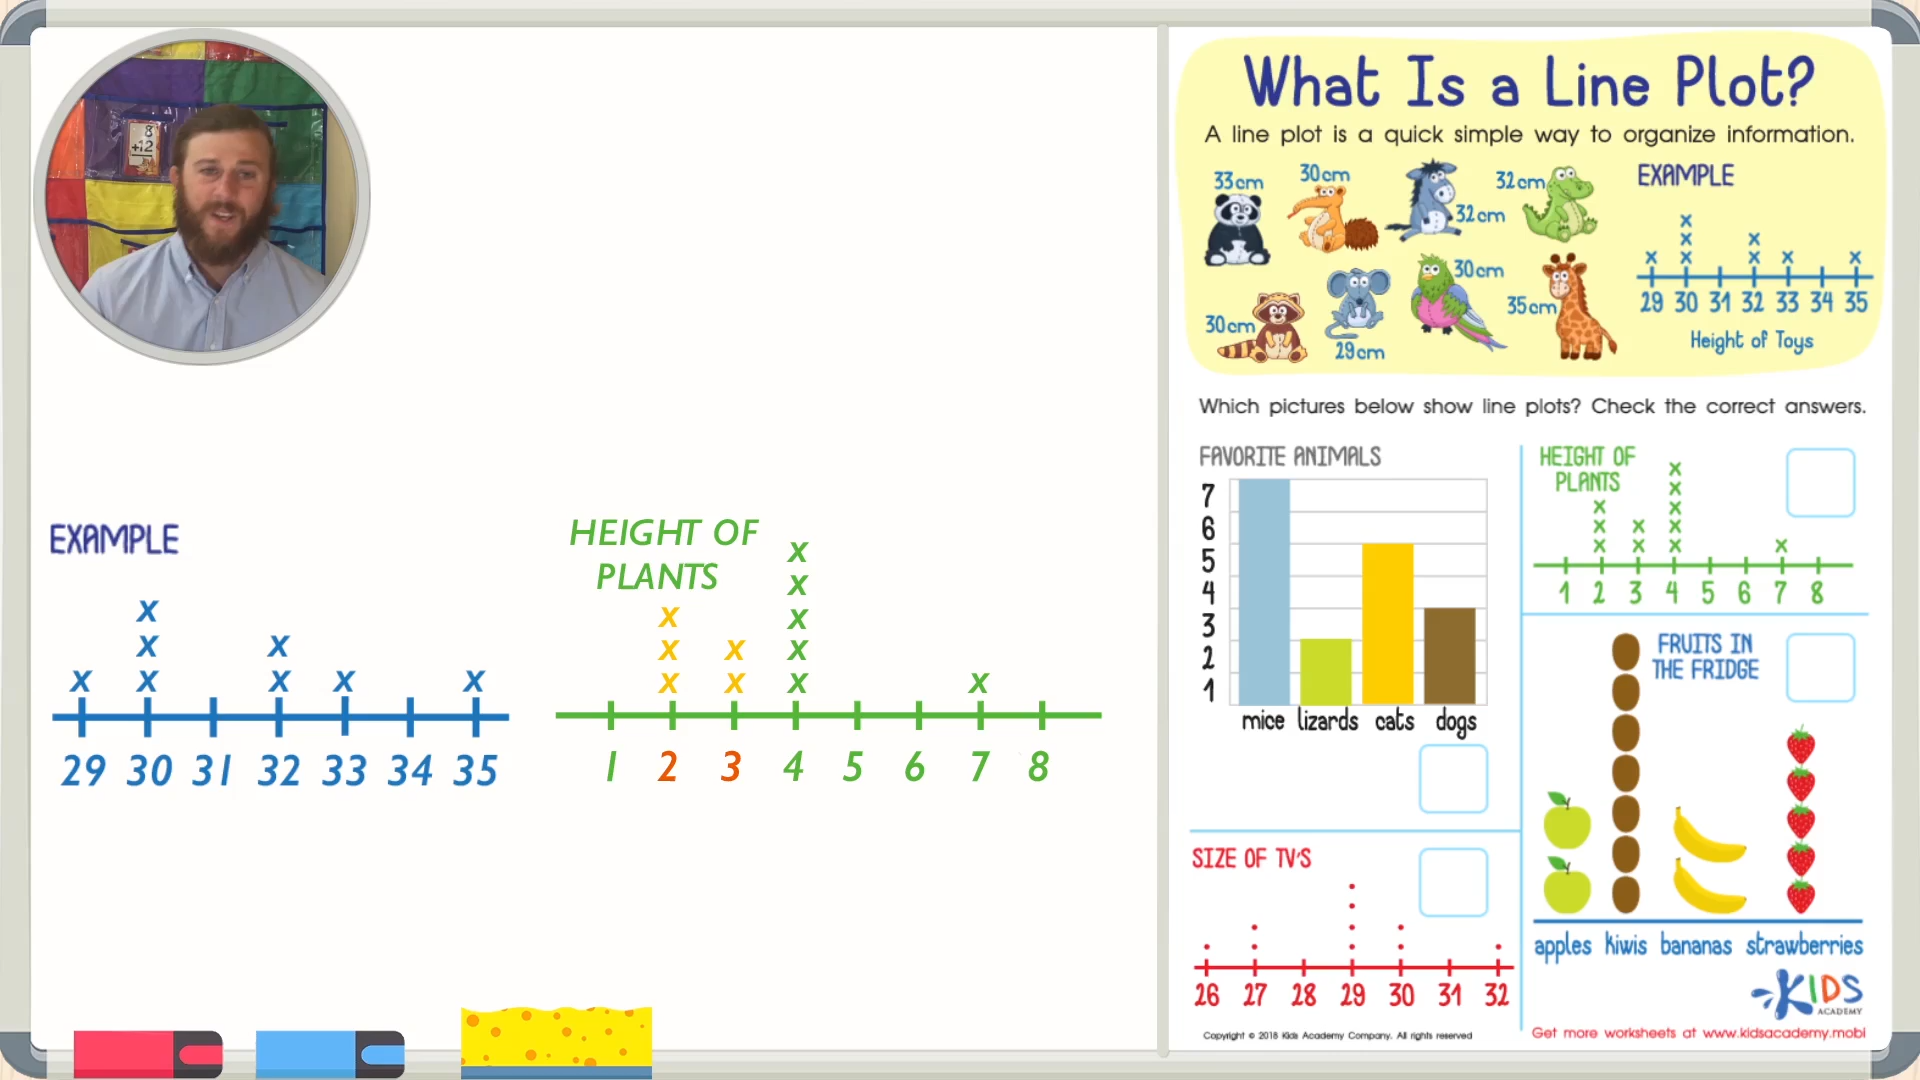 8
+12
EXAMPLE
x
x x
x x x x x
29 30 31 32 33 34 35
HEIGHT OF
PLANTS
x
x
x x
x x x
x x x x
1 2 3 4 5 6 7 8
What Is a Line Plot?
A line plot is a quick simple way to organize information.
33cm
30cm
32cm
32cm
30cm
29cm
30cm
35cm
EXAMPLE
x
x x
x x x x x
29 30 31 32 33 34 35
Height of Toys
Which pictures below show line plots? Check the correct answers.
FAVORITE ANIMALS
7
6
5
4
3
2
1
mice lizards cats dogs
HEIGHT OF
PLANTS
x
x
x x
x x x
x x x x
1 2 3 4 5 6 7 8
SIZE OF TV'S
26 27 28 29 30 31 32
FRUITS IN
THE FRIDGE
apples kiwis bananas strawberries
KIDS
ACADEMY
Copyright © 2018 Kids Academy Company. All rights reserved
Get more worksheets at www.kidsacademy.mobi